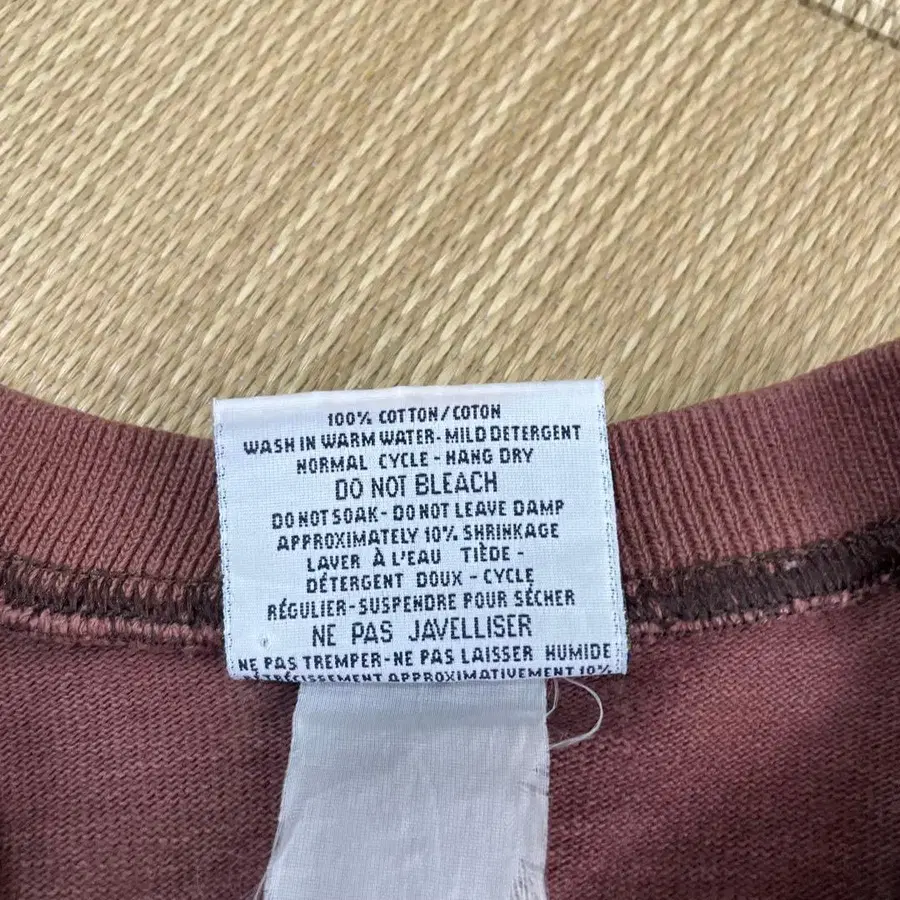 100% COTTON/COTON
WASH IN WARM WATER-MILD DETERGENT
NORMAL CYCLE-HANG DRY
DO NOT BLEACH
DO NOT SOAK-DO NOT LEAVE DAMP
APPROXIMATELY 10% SHRINKAGE
LAVER À L'EAU TIÈDE-
DÉTERGENT DOUX-CYCLE
RÉGULIER-SUSPENDRE POUR SÉCHER
NE PAS JAVELLISER
NE PAS TREMPER-NE PAS LAISSER HUMIDE
RÉTRÉCISSEMENT APPROXIMATIVEMENT 10%